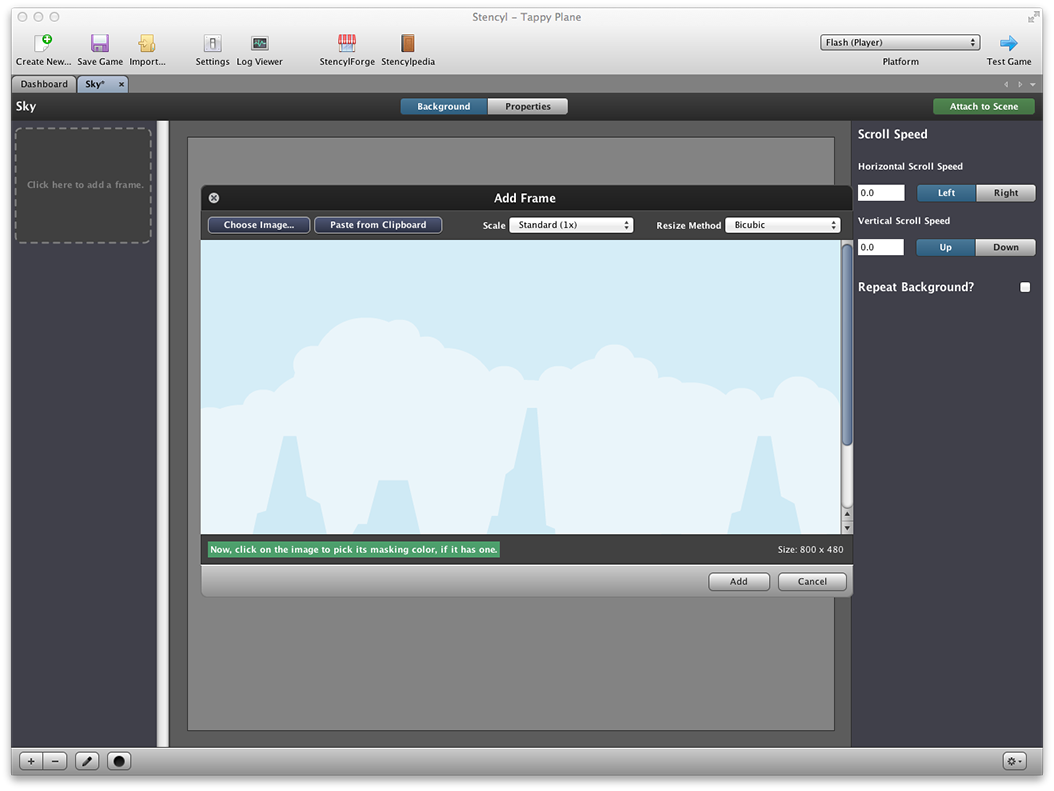 Stencyl – Tappy Plane
Create New... Save Game Import... Settings Log Viewer StencylForge Stencylpedia
Flash (Player)
Platform
Test Game
Dashboard Sky*
Sky
Background Properties
Attach to Scene
Click here to add a frame.
Add Frame
Choose Image... Paste from Clipboard Scale Standard (1x) Resize Method Bicubic
Now, click on the image to pick its masking color, if it has one.
Size: 800 x 480
Add Cancel
Scroll Speed
Horizontal Scroll Speed
0.0 Left Right
Vertical Scroll Speed
0.0 Up Down
Repeat Background?